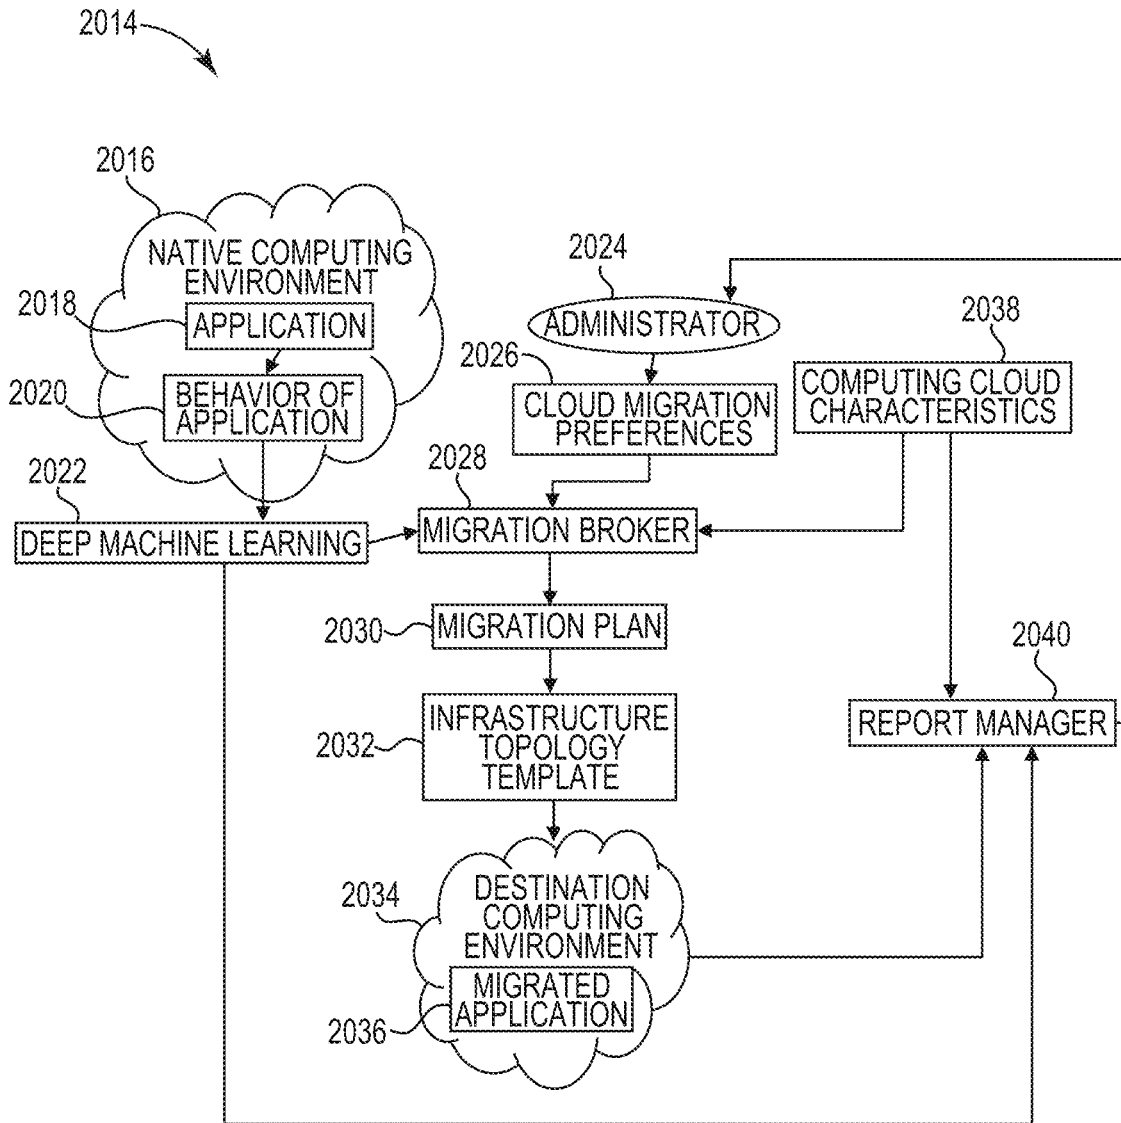 2014
2016
NATIVE COMPUTING
ENVIRONMENT
2018
APPLICATION
2020
BEHAVIOR OF
APPLICATION
2022
DEEP MACHINE LEARNING
2024
ADMINISTRATOR
2026
CLOUD MIGRATION
PREFERENCES
2038
COMPUTING CLOUD
CHARACTERISTICS
2028
MIGRATION BROKER
2030
MIGRATION PLAN
2032
INFRASTRUCTURE
TOPOLOGY
TEMPLATE
2040
REPORT MANAGER
2034
DESTINATION
COMPUTING
ENVIRONMENT
2036
MIGRATED
APPLICATION